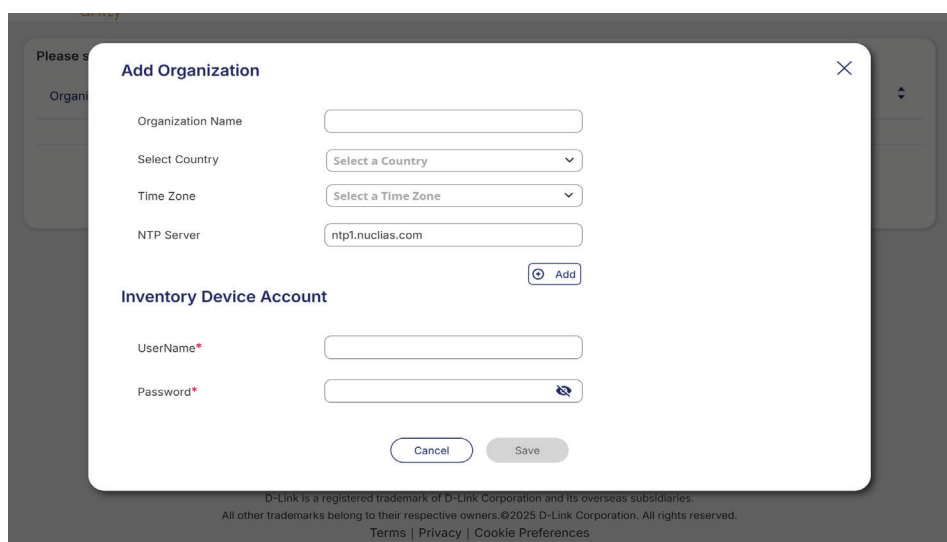 Add Organization
Organization Name
Select Country Select a Country
Time Zone Select a Time Zone
NTP Server ntp1.nuclias.com
Add
Inventory Device Account
UserName*
Password*
Cancel Save
Please s
Organi
D-Link is a registered trademark of D-Link Corporation and its overseas subsidiaries.
All other trademarks belong to their respective owners.©2025 D-Link Corporation. All rights reserved.
Terms | Privacy | Cookie Preferences